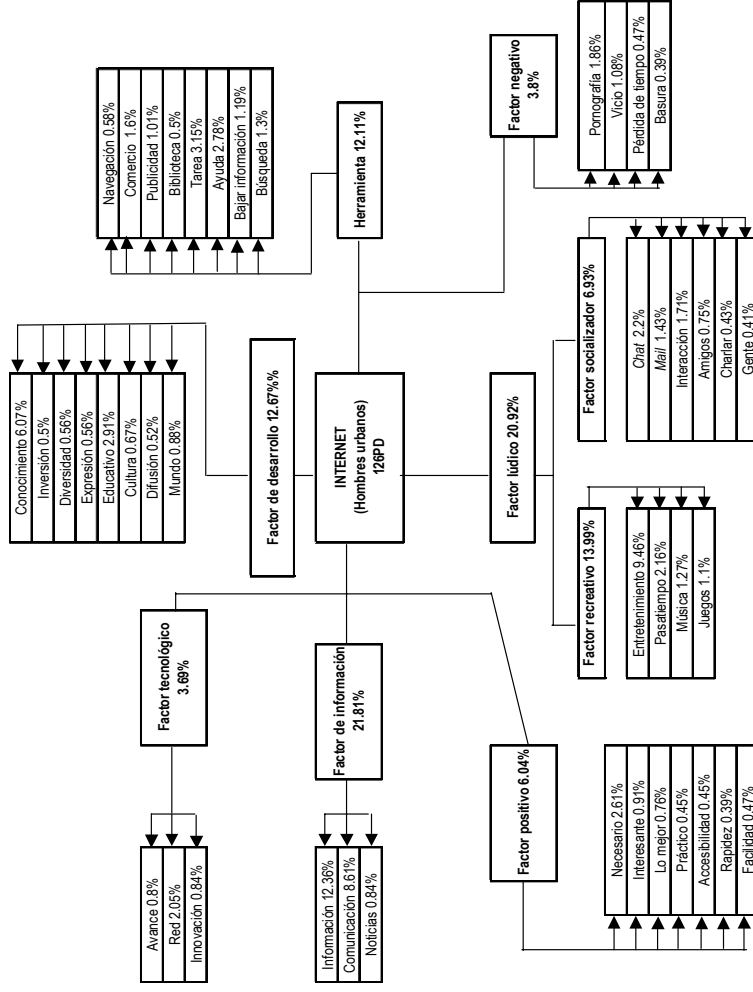 Avance 0.8%
Red 2.05%
Innovación 0.84%
Factor tecnológico
3.69%
Información 12.36%
Comunicación 8.61%
Noticias 0.84%
Factor de información
21.81%
Necesario 2.61%
Interesante 0.91%
Lo mejor 0.76%
Práctico 0.45%
Accesibilidad 0.45%
Rapidez 0.39%
Facilidad 0.47%
Factor positivo 6.04%
Conocimiento 6.07%
Inversión 0.5%
Diversidad 0.56%
Expresión 0.56%
Educativo 2.91%
Cultura 0.67%
Difusión 0.52%
Mundo 0.88%
Factor de desarrollo 12.67%%
INTERNET
(Hombres urbanos)
126PD
Factor lúdico 20.92%
Factor recreativo 13.99%
Entretenimiento 9.46%
Pasatiempo 2.16%
Música 1.27%
Juegos 1.1%
Factor socializador 6.93%
Chat 2.2%
Mail 1.43%
Interacción 1.71%
Amigos 0.75%
Charlar 0.43%
Gente 0.41%
Navegación 0.58%
Comercio 1.6%
Publicidad 1.01%
Biblioteca 0.5%
Tarea 3.15%
Ayuda 2.78%
Bajar información 1.19%
Búsqueda 1.3%
Herramienta 12.11%
Factor negativo
3.8%
Pornografía 1.86%
Vicio 1.08%
Pérdida de tiempo 0.47%
Basura 0.39%